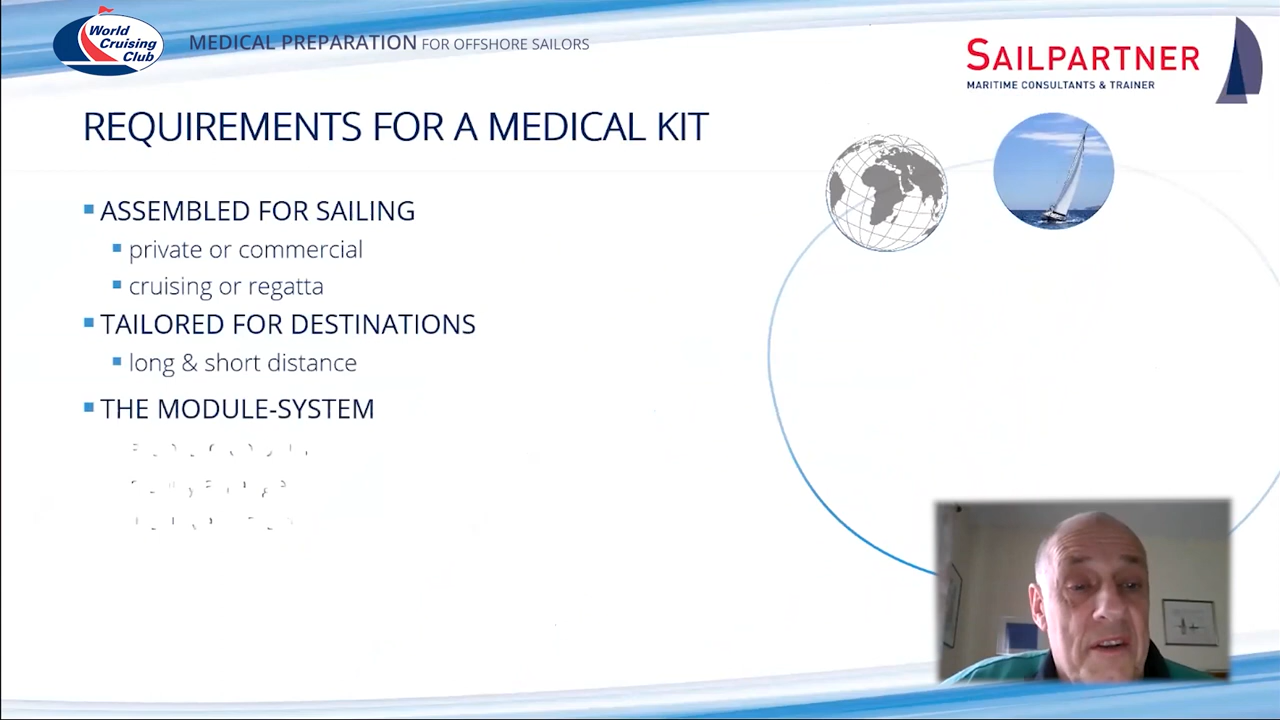 World
Cruising
Club
MEDICAL PREPARATION FOR OFFSHORE SAILORS
SAILPARTNER
MARITIME CONSULTANTS & TRAINER
REQUIREMENTS FOR A MEDICAL KIT
ASSEMBLED FOR SAILING
private or commercial
cruising or regatta
TAILORED FOR DESTINATIONS
long & short distance
THE MODULE-SYSTEM